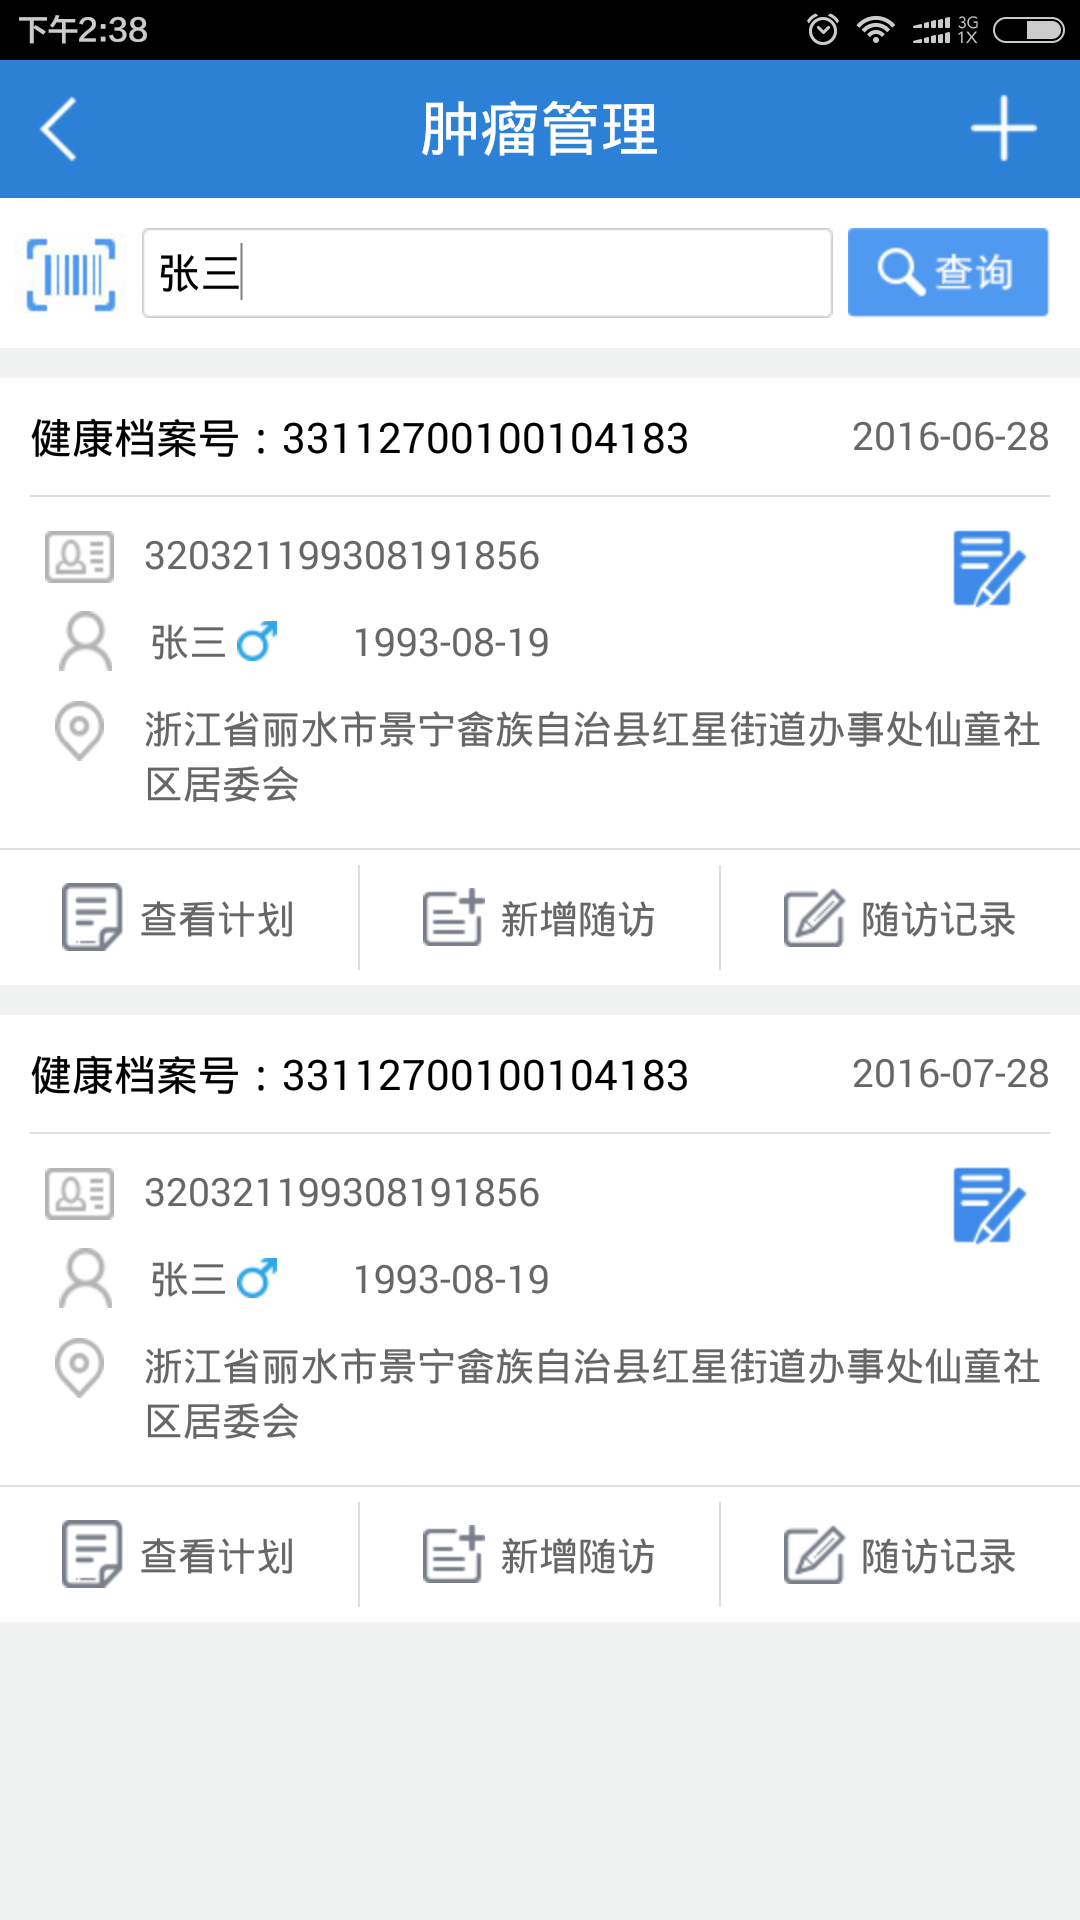 下午2:38
3G
1X
肿瘤管理
张三
查询
健康档案号：33112700100104183
2016-06-28
320321199308191856
张三 1993-08-19
浙江省丽水市景宁畲族自治县红星街道办事处仙童社
区居委会
查看计划
新增随访
随访记录
健康档案号：33112700100104183
2016-07-28
320321199308191856
张三 1993-08-19
浙江省丽水市景宁畲族自治县红星街道办事处仙童社
区居委会
查看计划
新增随访
随访记录